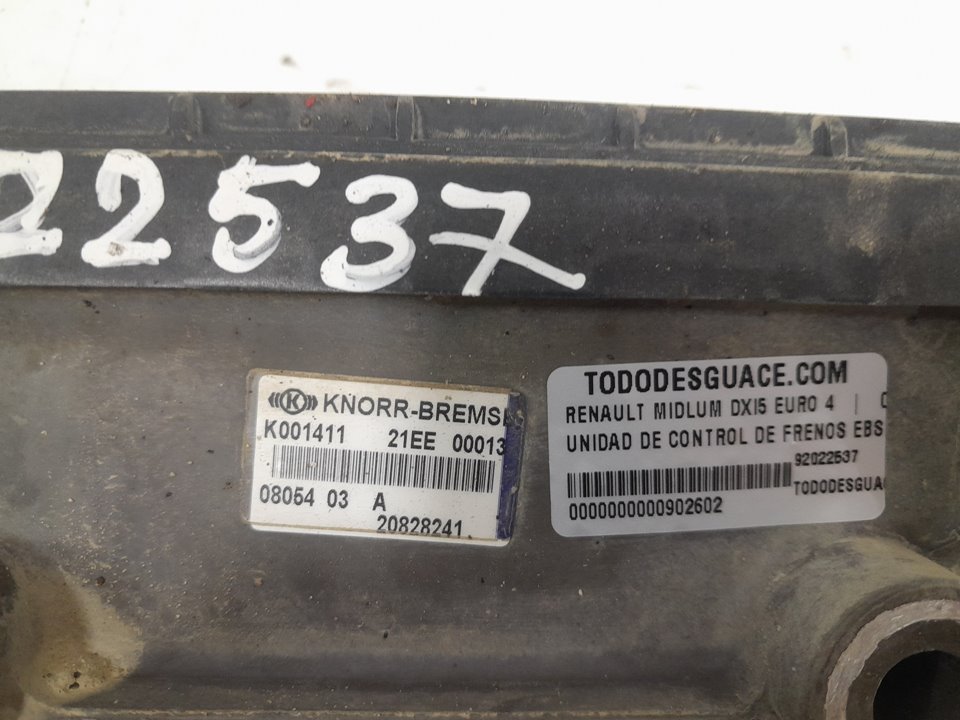 22537
KNORR-BREMS
K001411 21EE 00013
08054 03 A
20828241
TODODESGUACE.COM
RENAULT MIDLUM DXI5 EURO 4 |
UNIDAD DE CONTROL DE FRENOS EBS
92022537
TODODESGUA
0000000000902602